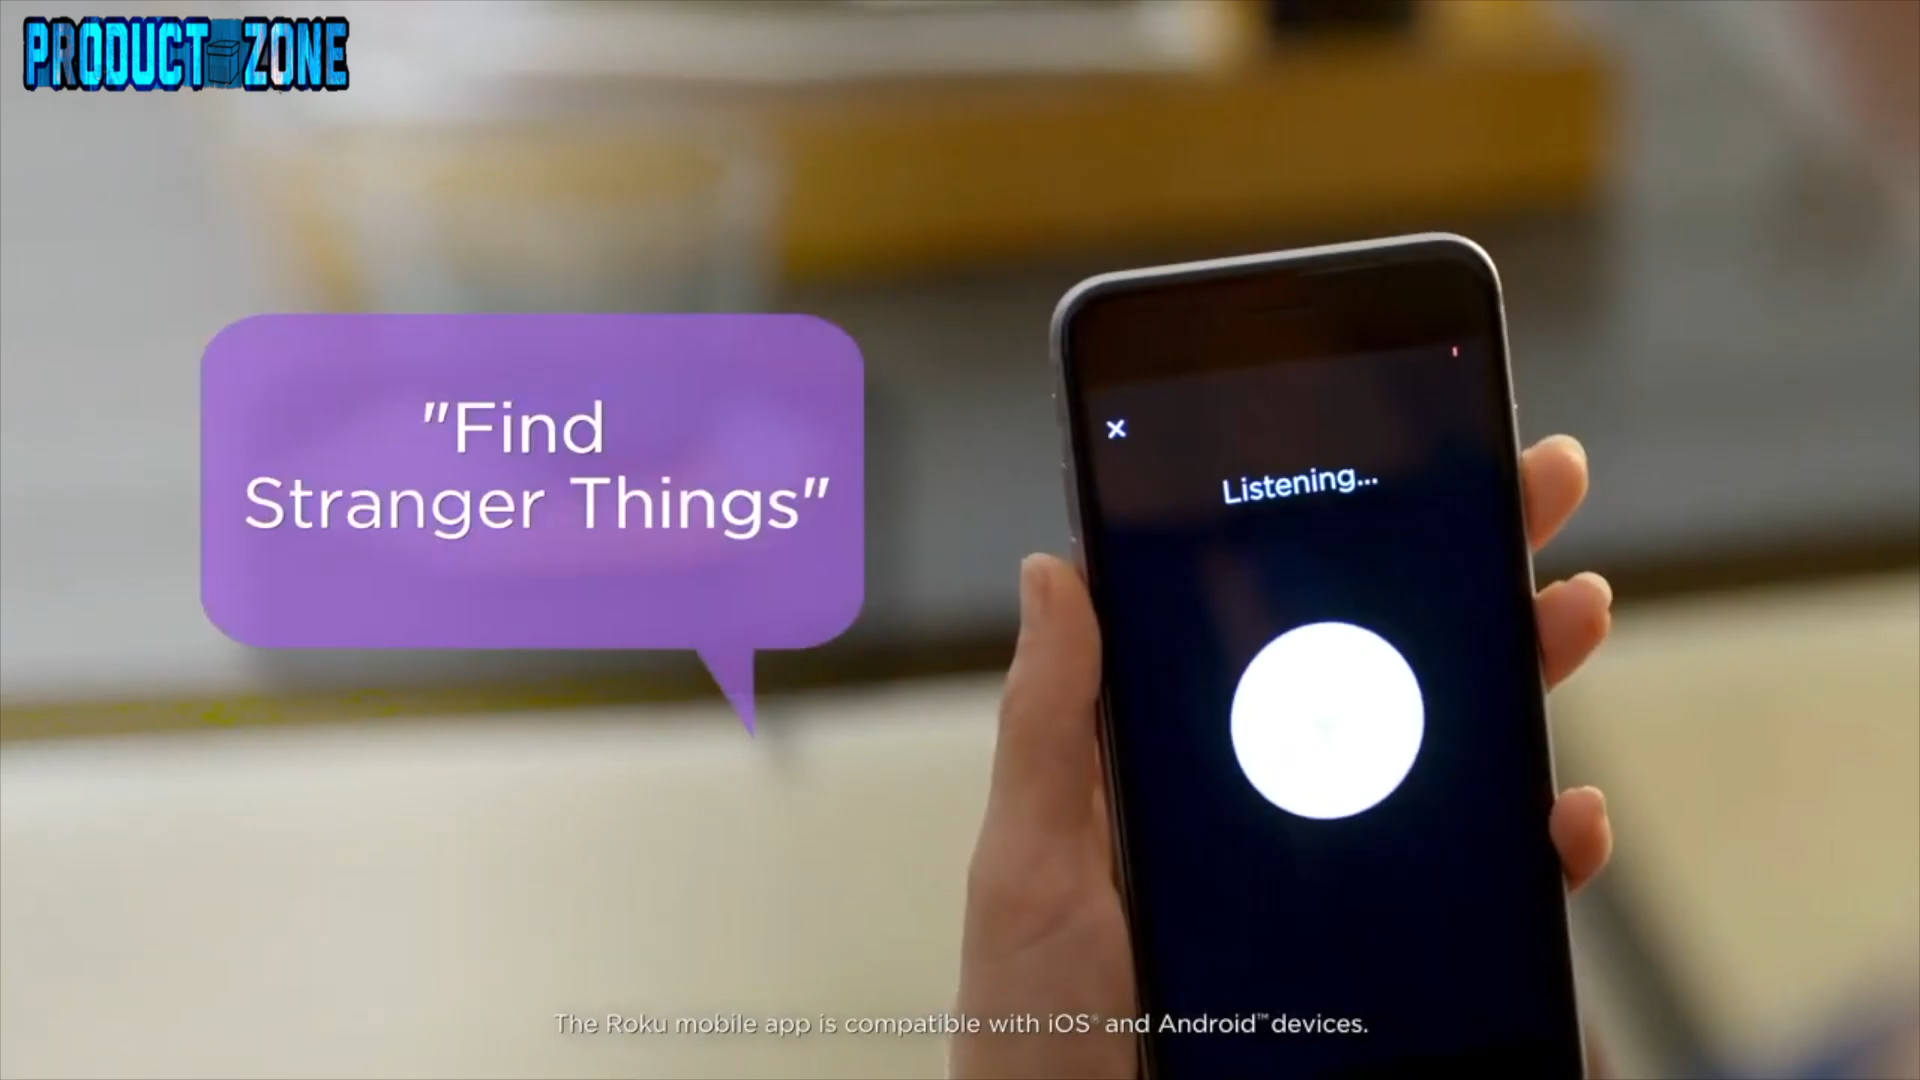 PRODUCT ZONE
"Find
Stranger Things"
×
Listening...
The Roku mobile app is compatible with iOS® and Android™ devices.